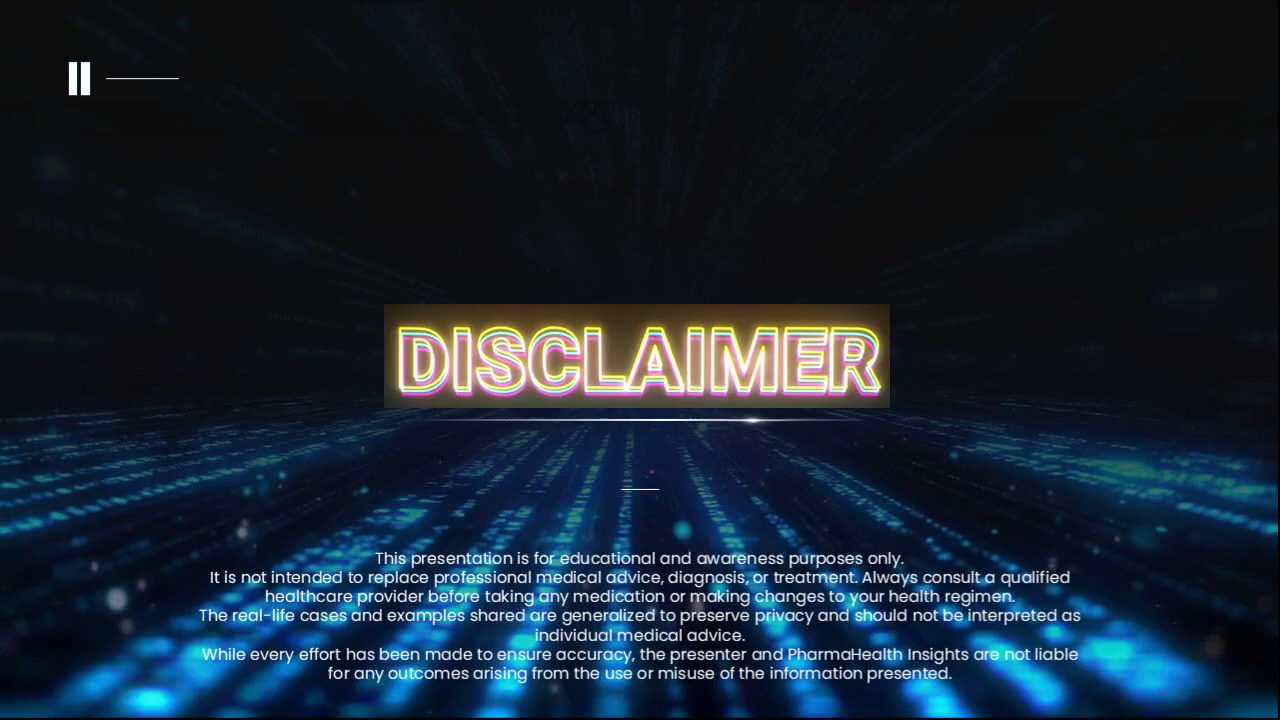 DISCLAIMER
This presentation is for educational and awareness purposes only.
It is not intended to replace professional medical advice, diagnosis, or treatment. Always consult a qualified
healthcare provider before taking any medication or making changes to your health regimen.
The real-life cases and examples shared are generalized to preserve privacy and should not be interpreted as
individual medical advice.
While every effort has been made to ensure accuracy, the presenter and PharmaHealth Insights are not liable
for any outcomes arising from the use or misuse of the information presented.